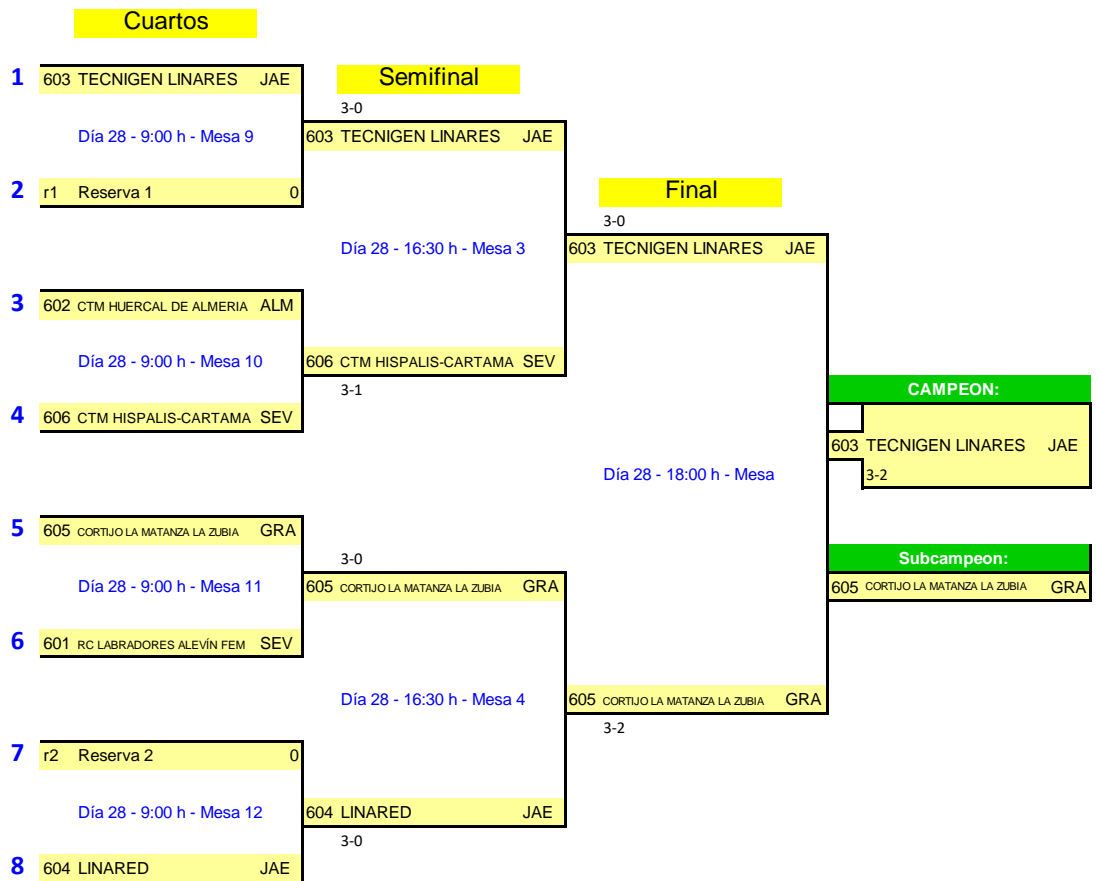 Cuartos
1 603 TECNIGEN LINARES JAE
Semifinal
3-0
Día 28 - 9:00 h - Mesa 9
603 TECNIGEN LINARES JAE
2 r1 Reserva 1 0
Final
3-0
Día 28 - 16:30 h - Mesa 3
603 TECNIGEN LINARES JAE
3 602 CTM HUERCAL DE ALMERIA ALM
Día 28 - 9:00 h - Mesa 10
606 CTM HISPALIS-CARTAMA SEV
3-1
CAMPEON:
4 606 CTM HISPALIS-CARTAMA SEV
603 TECNIGEN LINARES JAE
Día 28 - 18:00 h - Mesa
3-2
5 605 CORTIJO LA MATANZA LA ZUBIA GRA
3-0
Subcampeon:
Día 28 - 9:00 h - Mesa 11
605 CORTIJO LA MATANZA LA ZUBIA GRA
605 CORTIJO LA MATANZA LA ZUBIA GRA
6 601 RC LABRADORES ALEVÍN FEM SEV
Día 28 - 16:30 h - Mesa 4
605 CORTIJO LA MATANZA LA ZUBIA GRA
3-2
7 r2 Reserva 2 0
Día 28 - 9:00 h - Mesa 12
604 LINARED JAE
3-0
8 604 LINARED JAE